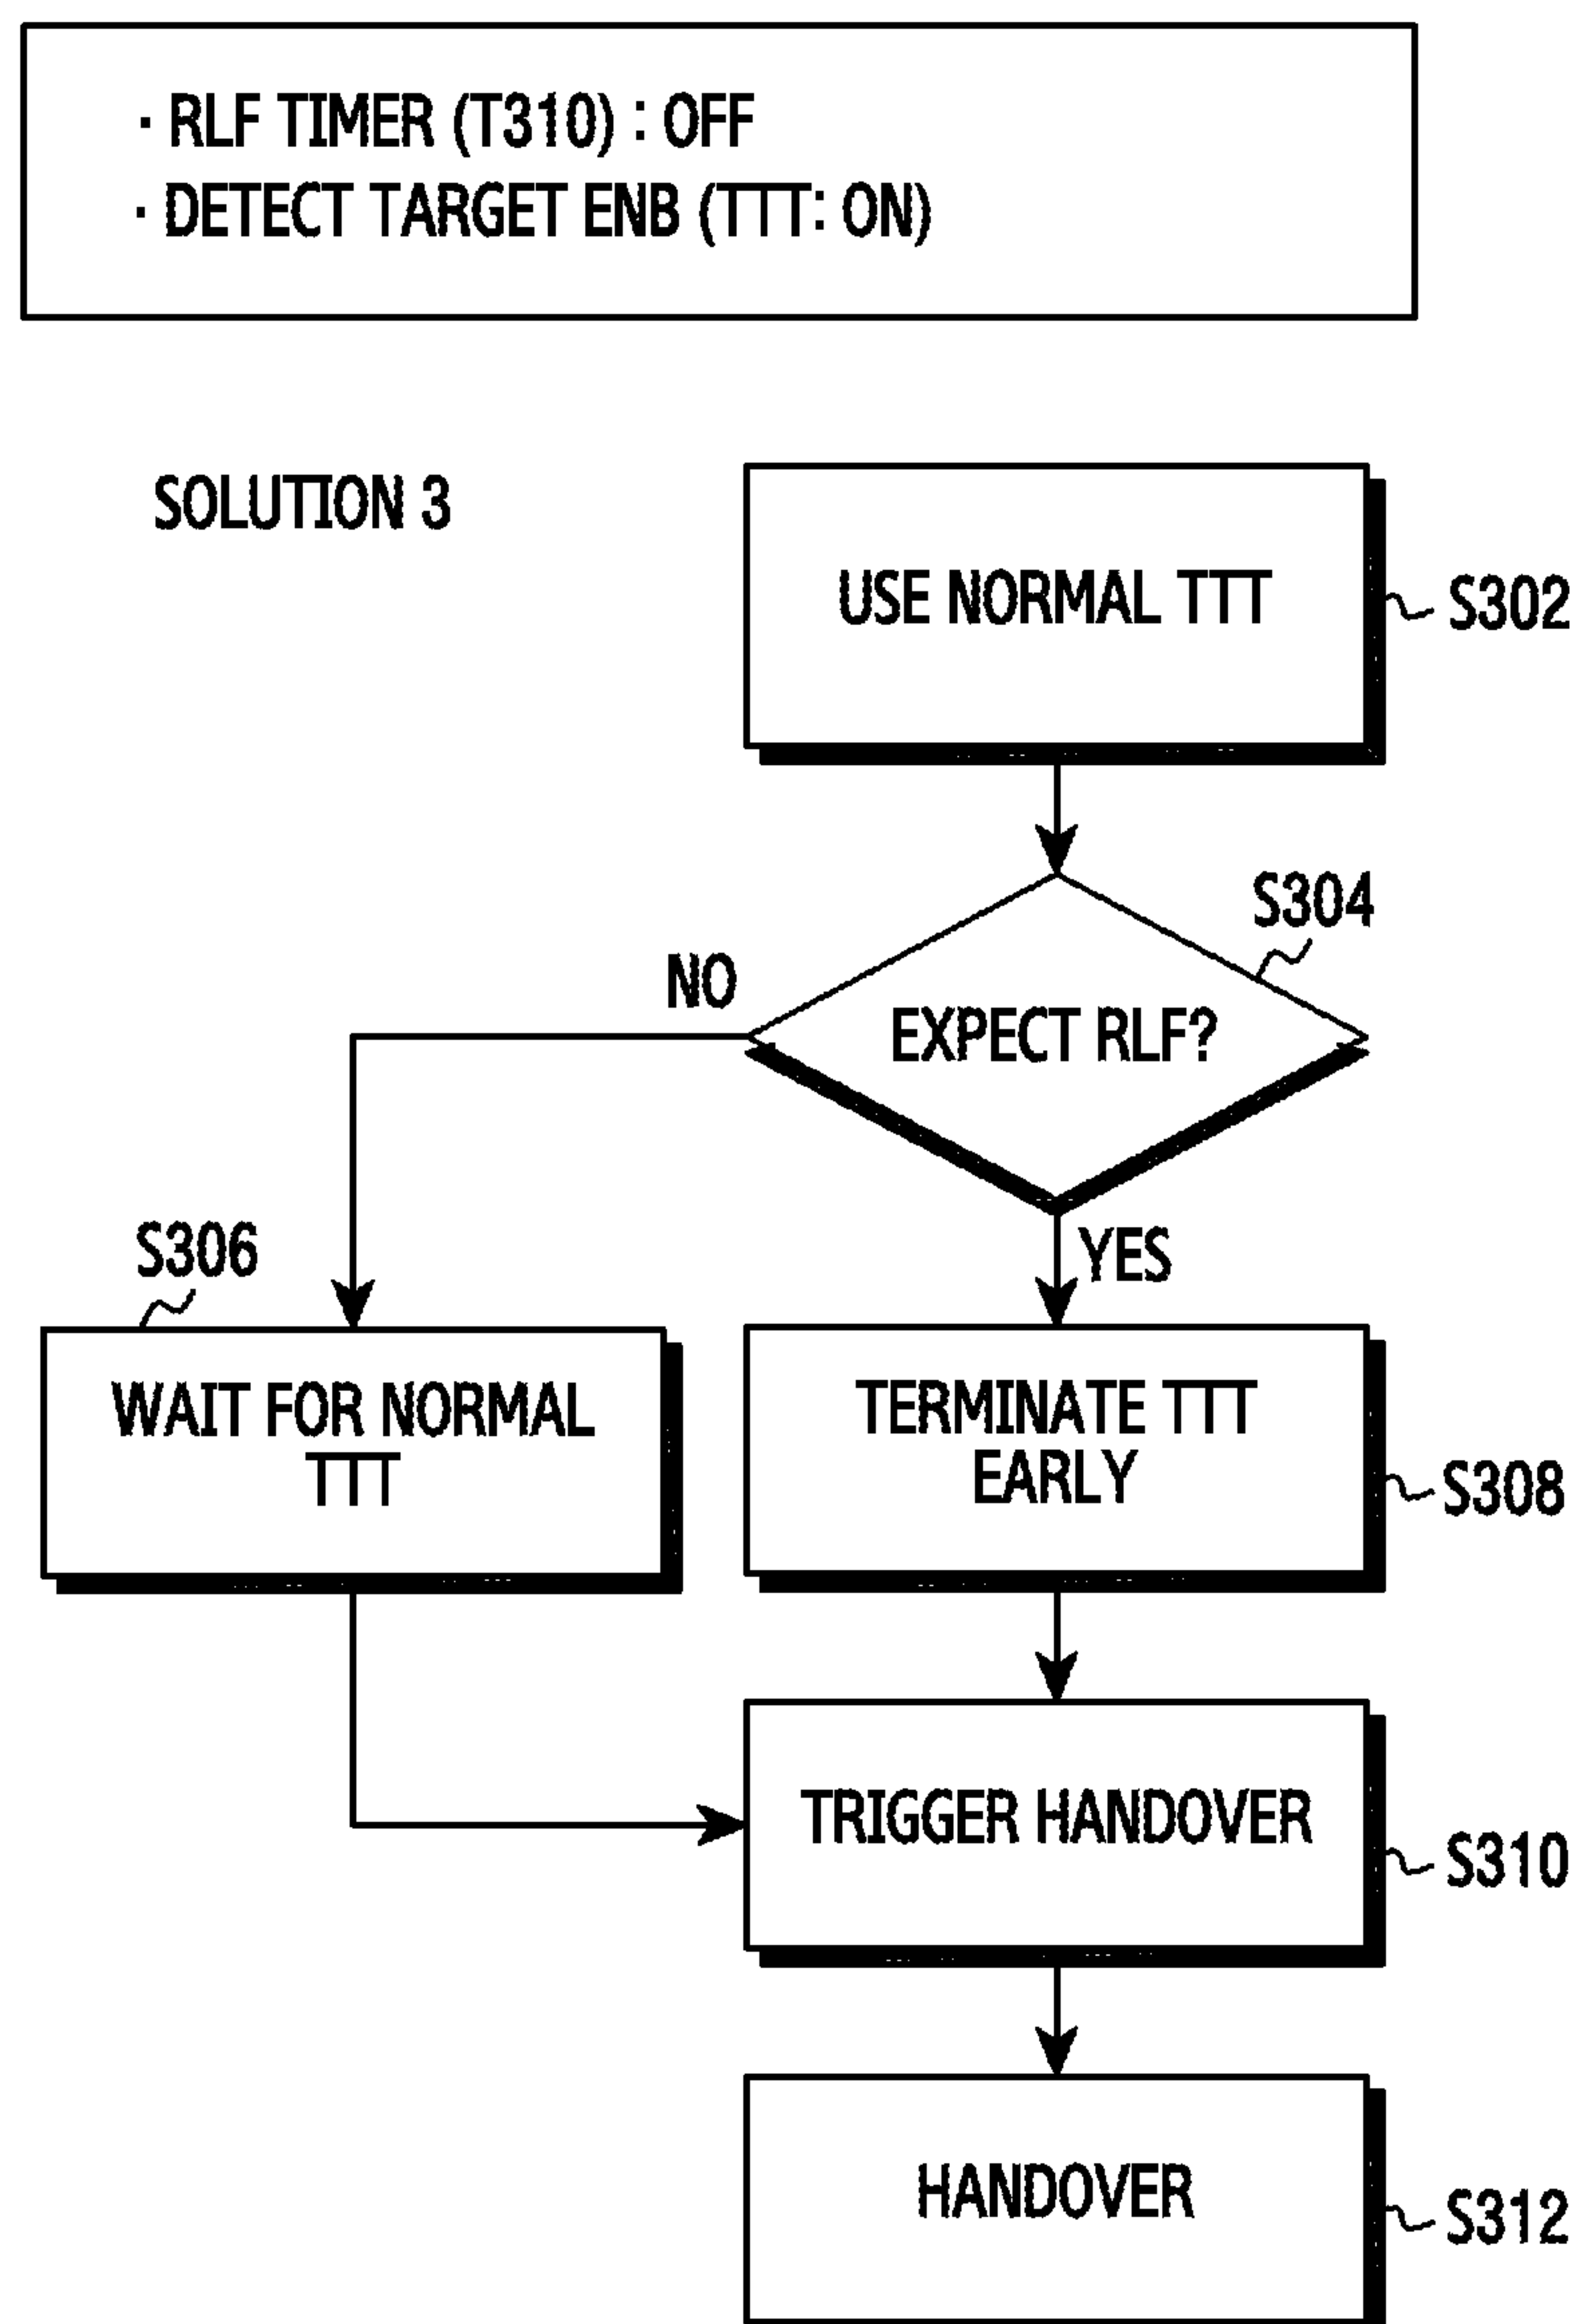 · RLF TIMER (T310) : OFF
· DETECT TARGET ENB (TTT: ON)
SOLUTION 3
USE NORMAL TTT
S302
S304
NO
EXPECT RLF?
S306
YES
WAIT FOR NORMAL
TTT
TERMINATE TTT
EARLY
S308
TRIGGER HANDOVER
S310
HANDOVER
S312